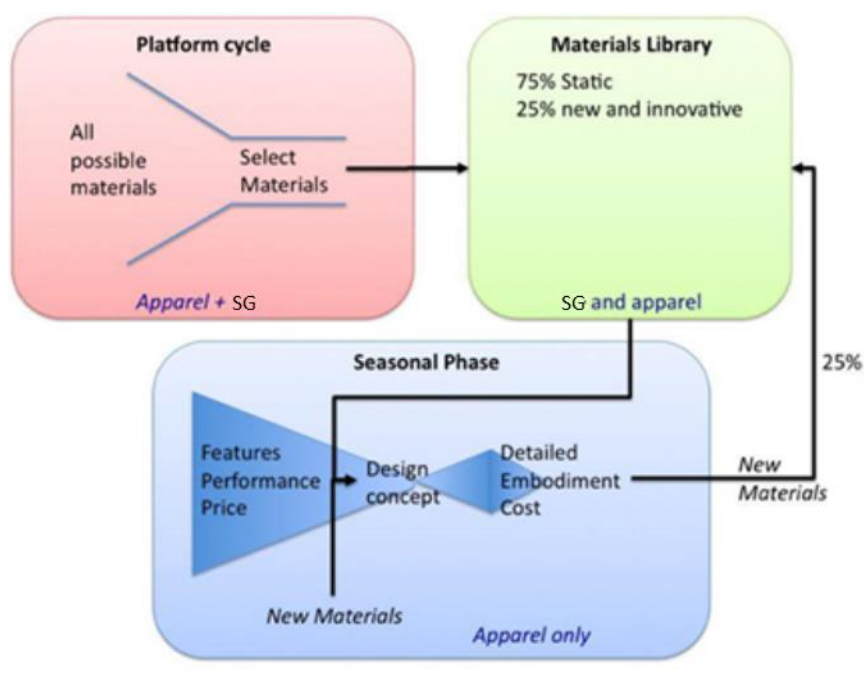 Platform cycle
All
possible
materials
Select
Materials
Apparel + SG
Materials Library
75% Static
25% new and innovative
SG and apparel
Seasonal Phase
Features
Performance
Price
Design
concept
Detailed
Embodiment
Cost
New Materials
Apparel only
New
Materials
25%